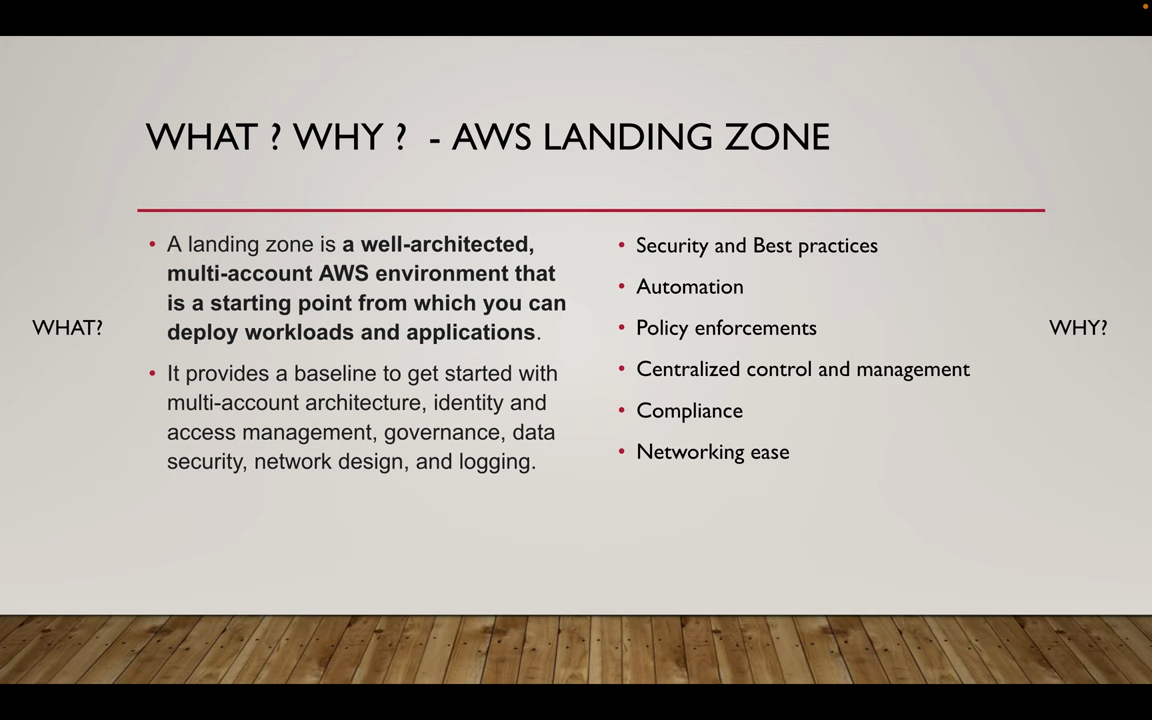 WHAT ? WHY ?  - AWS LANDING ZONE
WHAT?
• A landing zone is a well-architected,
multi-account AWS environment that
is a starting point from which you can
deploy workloads and applications.
• It provides a baseline to get started with
multi-account architecture, identity and
access management, governance, data
security, network design, and logging.
• Security and Best practices
• Automation
• Policy enforcements
• Centralized control and management
• Compliance
• Networking ease
WHY?